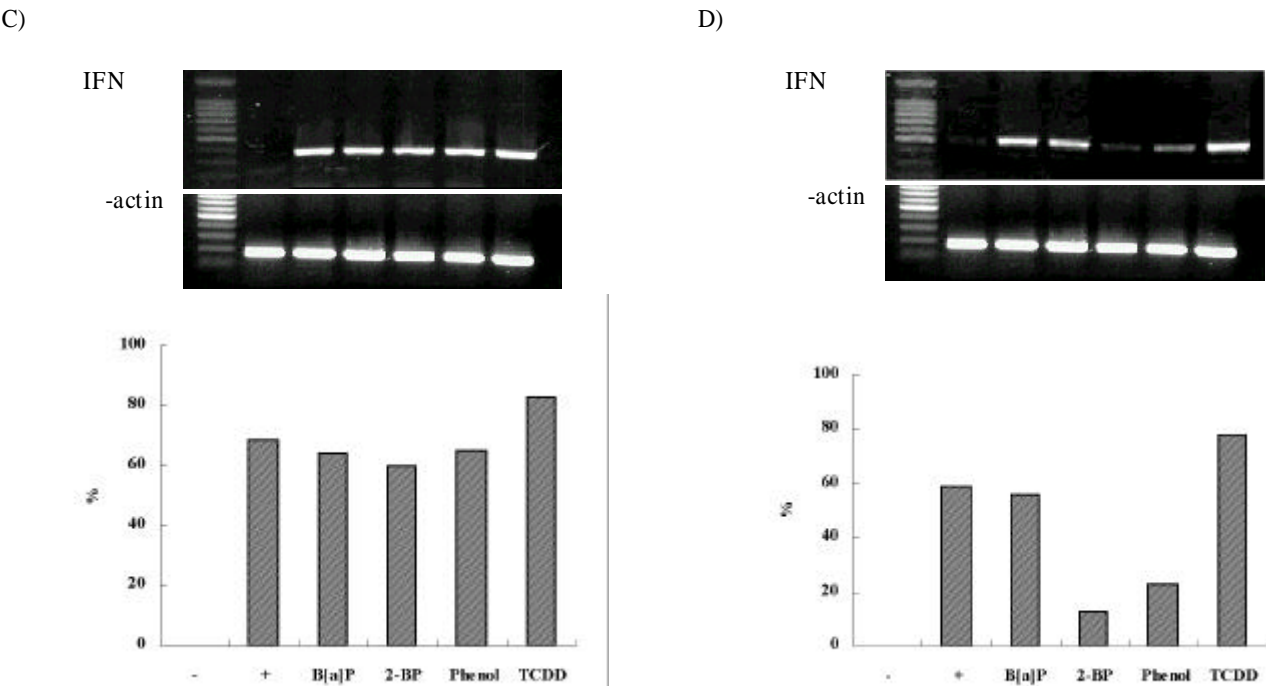 C)
D)
IFN
IFN
-actin
-actin
100
80
60
40
20
0
%
- + B[a]P 2-BP Phenol TCDD
100
80
60
40
20
0
%
- + B[a]P 2-BP Phenol TCDD